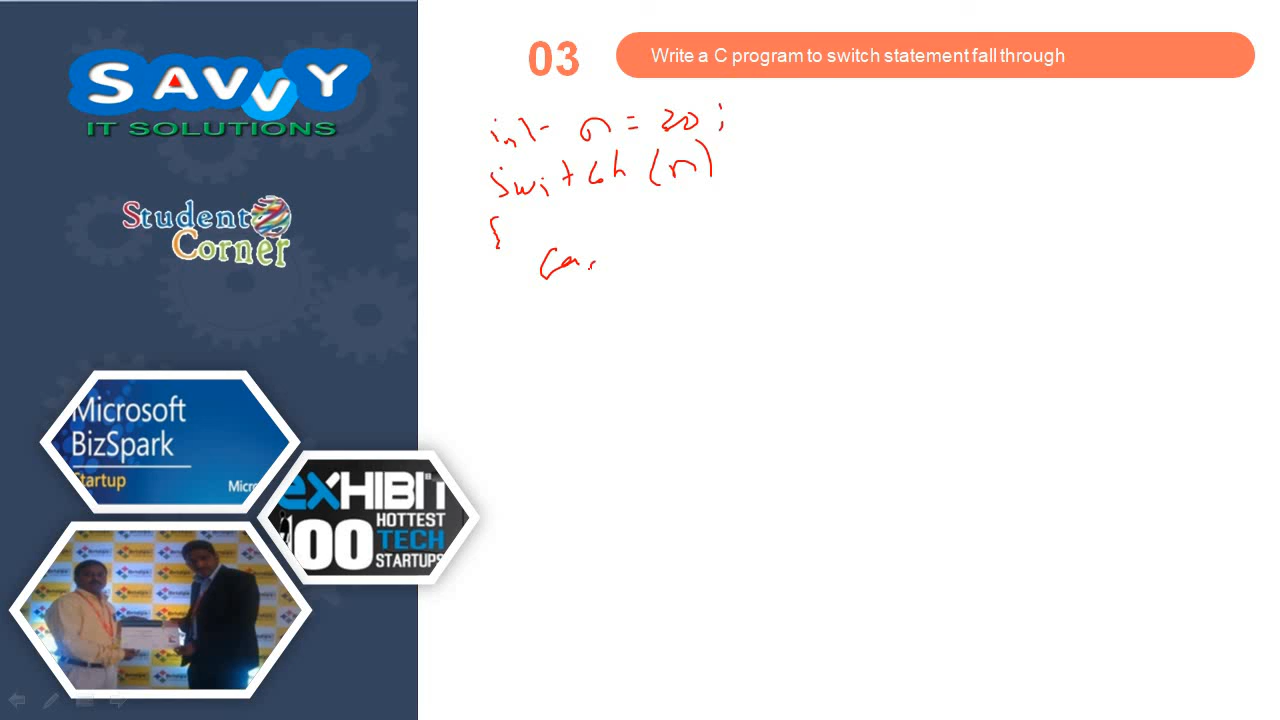 SAVVY
IT SOLUTIONS
Student
Corner
Microsoft
BizSpark
Startup
Micro
eXHIBIT
100
HOTTEST
TECH
STARTUPS
03
Write a C program to switch statement fall through
int n = 20 ;
switch (n)
{